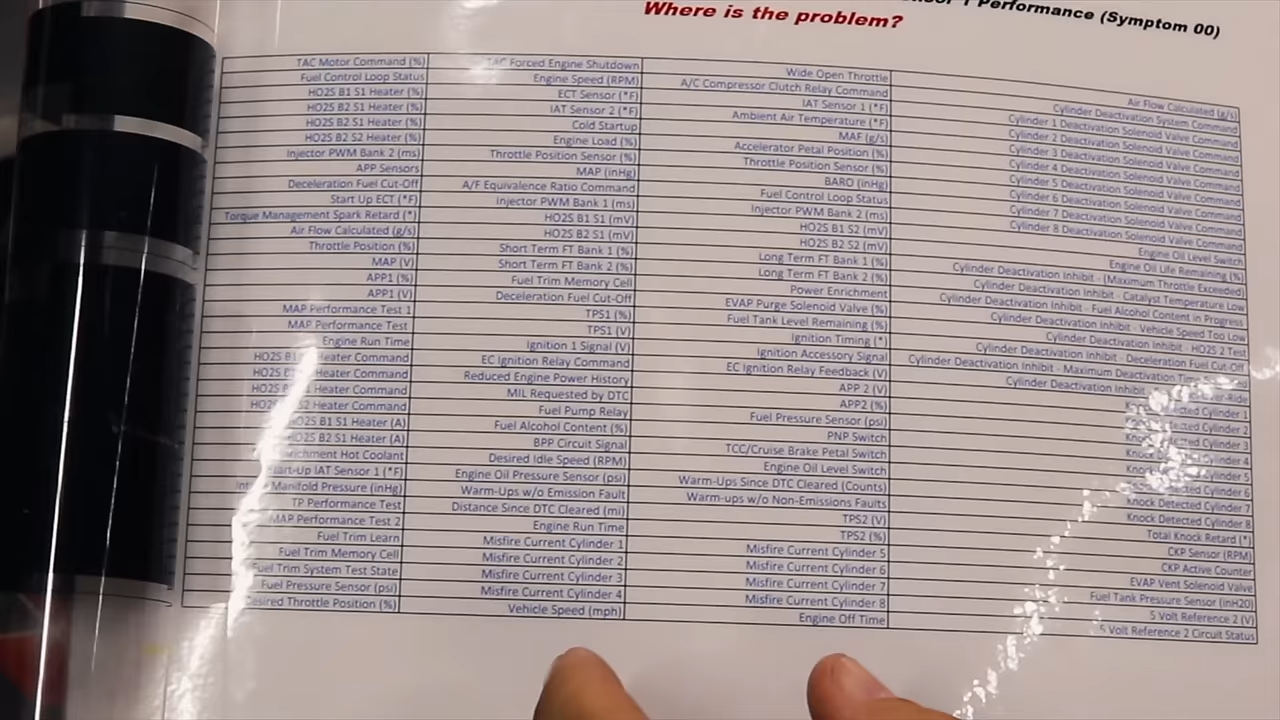 Performance (Symptom 00)
Where is the problem?
TAC Motor Command (%)
Fuel Control Loop Status
HO2S B1 S1 Heater (%)
HO2S B1 S2 Heater (%)
HO2S B2 S1 Heater (%)
HO2S B2 S2 Heater (%)
Injector PWM Bank 2 (ms)
APP Sensors
Deceleration Fuel Cut-Off
Start Up ECT (°F)
Torque Management Spark Retard (°)
Air Flow Calculated (g/s)
Throttle Position (%)
MAP (V)
APP1 (%)
APP1 (V)
MAP Performance Test 1
MAP Performance Test
Engine Run Time
HO2S Heater Command
HO2S Heater Command
Heater Command
Heater Command
B1 S1 Heater (A)
HO2S B2 S1 Heater (A)
Hot Coolant
Start-Up IAT Sensor 1 (°F)
Manifold Pressure (inHg)
TP Performance Test
MAP Performance Test 2
Fuel Trim Learn
Fuel Trim Memory Cell
Fuel Trim System Test State
Fuel Pressure Sensor (psi)
Desired Throttle Position (%)
TAC Forced Engine Shutdown
Engine Speed (RPM)
ECT Sensor (°F)
IAT Sensor 2 (°F)
Cold Startup
Engine Load (%)
Throttle Position Sensor (%)
MAP (inHg)
A/F Equivalence Ratio Command
Injector PWM Bank 1 (ms)
HO2S B1 S1 (mV)
HO2S B2 S1 (mV)
Short Term FT Bank 1 (%)
Short Term FT Bank 2 (%)
Fuel Trim Memory Cell
Deceleration Fuel Cut-Off
TPS1 (%)
TPS1 (V)
Ignition 1 Signal (V)
EC Ignition Relay Command
Reduced Engine Power History
MIL Requested by DTC
Fuel Pump Relay
Fuel Alcohol Content (%)
BPP Circuit Signal
Desired Idle Speed (RPM)
Engine Oil Pressure Sensor (psi)
Warm-Ups w/o Emission Fault
Distance Since DTC Cleared (mi)
Engine Run Time
Misfire Current Cylinder 1
Misfire Current Cylinder 2
Misfire Current Cylinder 3
Misfire Current Cylinder 4
Vehicle Speed (mph)
Wide Open Throttle
A/C Compressor Clutch Relay Command
IAT Sensor 1 (°F)
Ambient Air Temperature (°F)
MAF (g/s)
Accelerator Petal Position (%)
Throttle Position Sensor (%)
BARO (inHg)
Fuel Control Loop Status
Injector PWM Bank 2 (ms)
HO2S B1 S2 (mV)
HO2S B2 S2 (mV)
Long Term FT Bank 1 (%)
Long Term FT Bank 2 (%)
Power Enrichment
EVAP Purge Solenoid Valve (%)
Fuel Tank Level Remaining (%)
Ignition Timing (°)
Ignition Accessory Signal
EC Ignition Relay Feedback (V)
APP 2 (V)
APP2 (%)
Fuel Pressure Sensor (psi)
PNP Switch
TCC/Cruise Brake Petal Switch
Engine Oil Level Switch
Warm-Ups Since DTC Cleared (Counts)
Warm-ups w/o Non-Emissions Faults
TPS2 (V)
TPS2 (%)
Misfire Current Cylinder 5
Misfire Current Cylinder 6
Misfire Current Cylinder 7
Misfire Current Cylinder 8
Engine Off Time
Air Flow Calculated (g/s)
Cylinder Deactivation System Command
Cylinder 1 Deactivation Solenoid Valve Command
Cylinder 2 Deactivation Solenoid Valve Command
Cylinder 3 Deactivation Solenoid Valve Command
Cylinder 4 Deactivation Solenoid Valve Command
Cylinder 5 Deactivation Solenoid Valve Command
Cylinder 6 Deactivation Solenoid Valve Command
Cylinder 7 Deactivation Solenoid Valve Command
Cylinder 8 Deactivation Solenoid Valve Command
Engine Oil Level Switch
Engine Oil Life Remaining (%)
Cylinder Deactivation Inhibit - (Maximum Throttle Exceeded)
Cylinder Deactivation Inhibit - Catalyst Temperature Low
Cylinder Deactivation Inhibit - Fuel Alcohol Content in Progress
Cylinder Deactivation Inhibit - Vehicle Speed Too Low
Cylinder Deactivation Inhibit - HO2S 2 Test
Cylinder Deactivation Inhibit - Deceleration Fuel Cut-Off
Cylinder Deactivation Inhibit - Maximum Deactivation Time
Cylinder Deactivation Inhibit
Cylinder 1
Cylinder 2
Cylinder 3
Cylinder 4
Cylinder 5
Cylinder 6
Knock Detected Cylinder 7
Knock Detected Cylinder 8
Total Knock Retard (°)
CKP Sensor (RPM)
CKP Active Counter
EVAP Vent Solenoid Valve
Fuel Tank Pressure Sensor (inH20)
5 Volt Reference 2 (V)
5 Volt Reference 2 Circuit Status